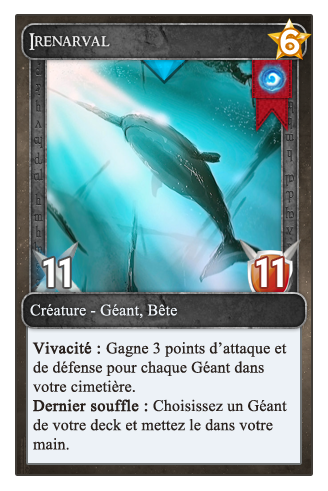 Irenarval
6
11
11
Créature - Géant, Bête
Vivacité : Gagne 3 points d’attaque et
de défense pour chaque Géant dans
votre cimetière.
Dernier souffle : Choisissez un Géant
de votre deck et mettez le dans votre
main.